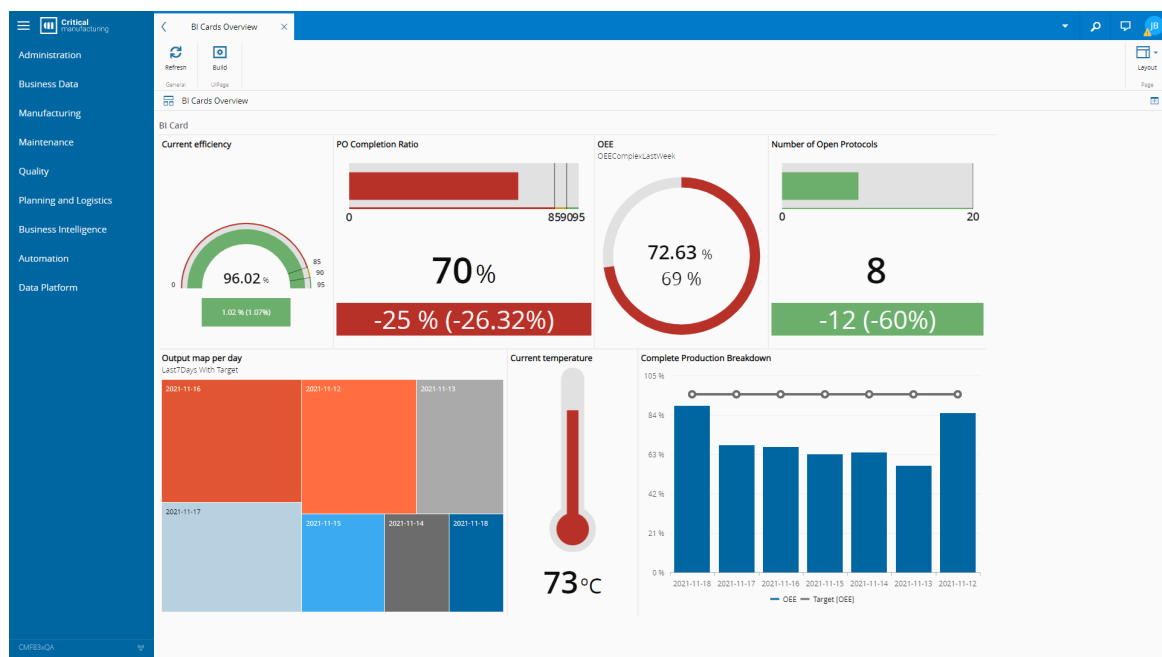 Critical
manufacturing
BI Cards Overview
JB
Administration
Business Data
Manufacturing
Maintenance
Quality
Planning and Logistics
Business Intelligence
Automation
Data Platform
CMF83xQA
Refresh
Build
Layout
General
UIPage
Page
BI Cards Overview
BI Card
Current efficiency
0
85
90
95
96.02 %
1.02 % (1.07%)
PO Completion Ratio
0
859095
70%
-25 % (-26.32%)
OEE
OEEComplexLastWeek
72.63 %
69 %
Number of Open Protocols
0
20
8
-12 (-60%)
Output map per day
Last7Days With Target
2021-11-16
2021-11-12
2021-11-13
2021-11-17
2021-11-15
2021-11-14
2021-11-18
Current temperature
73°C
Complete Production Breakdown
105 %
84 %
63 %
42 %
21 %
0 %
2021-11-18 2021-11-17 2021-11-16 2021-11-15 2021-11-14 2021-11-13 2021-11-12
OEE Target [OEE]